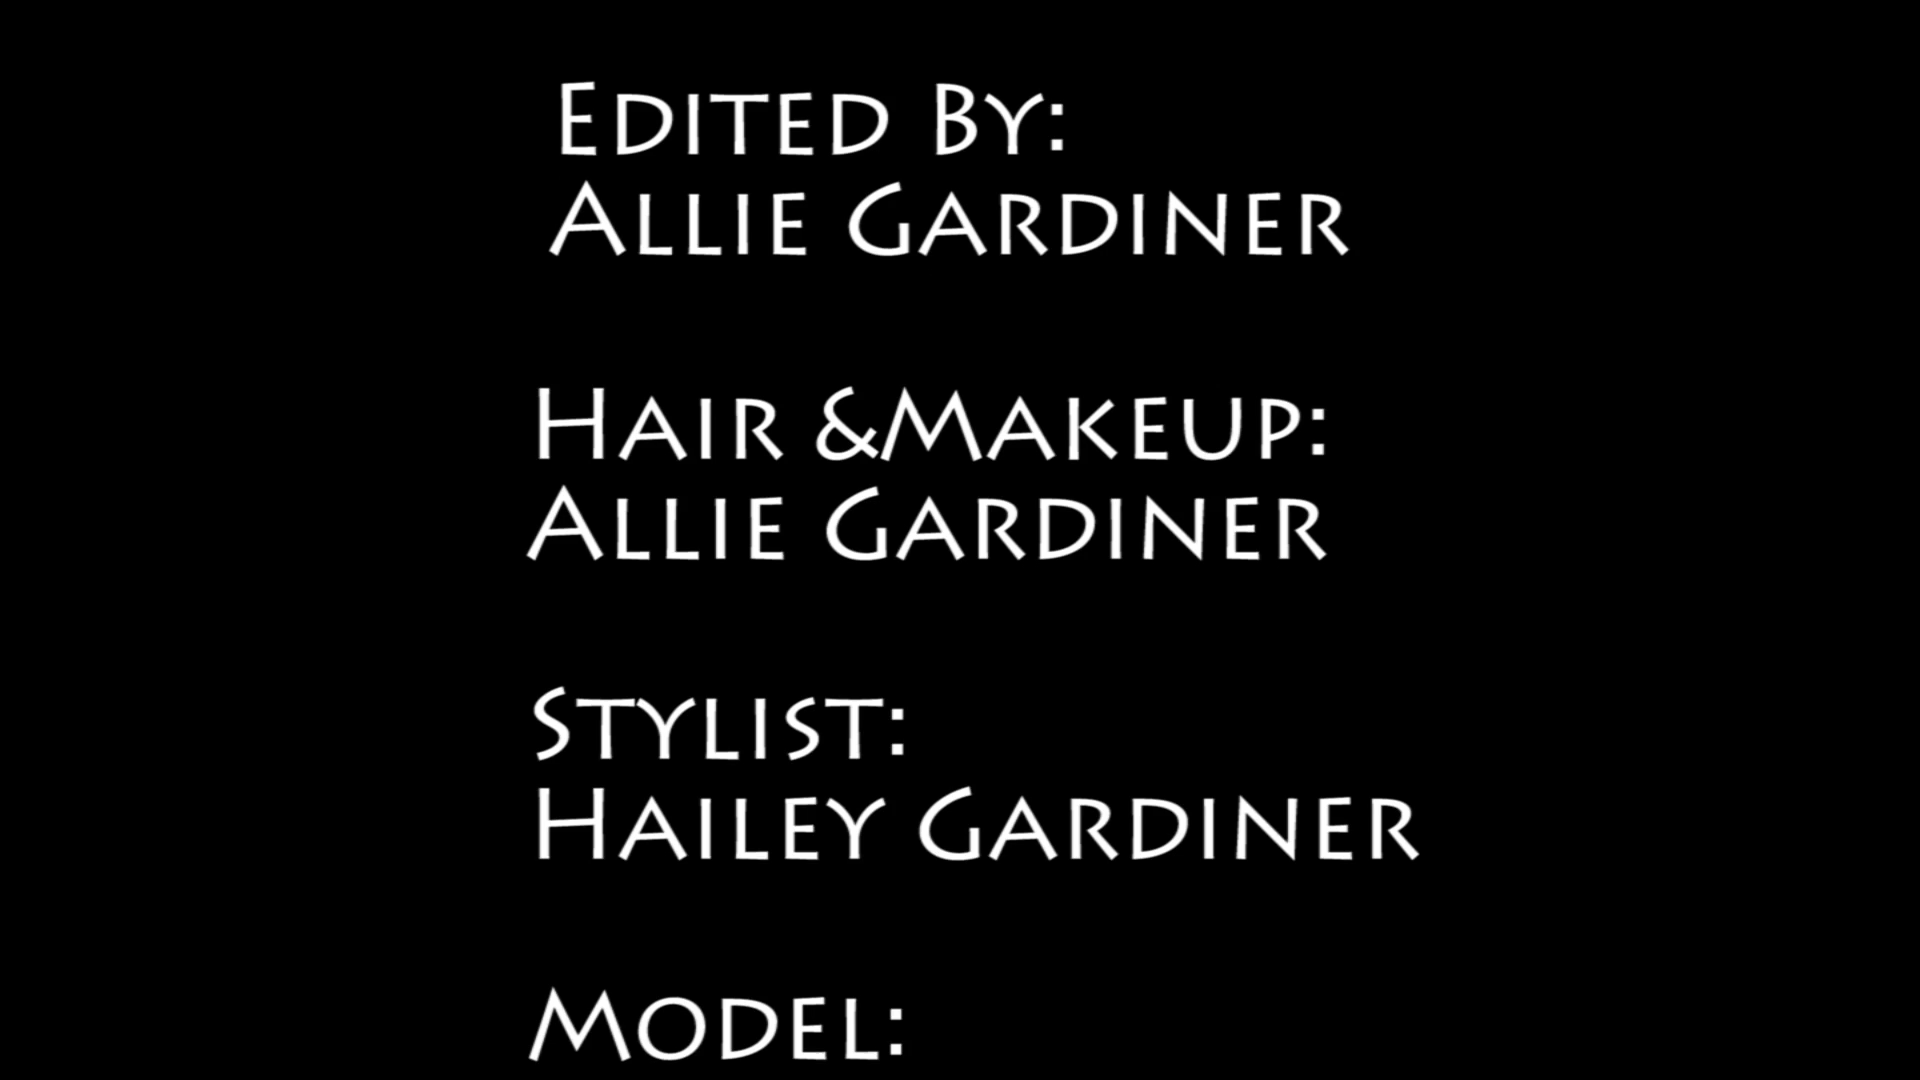 Edited By:
Allie Gardiner
Hair &Makeup:
Allie Gardiner
Stylist:
Hailey Gardiner
Model: